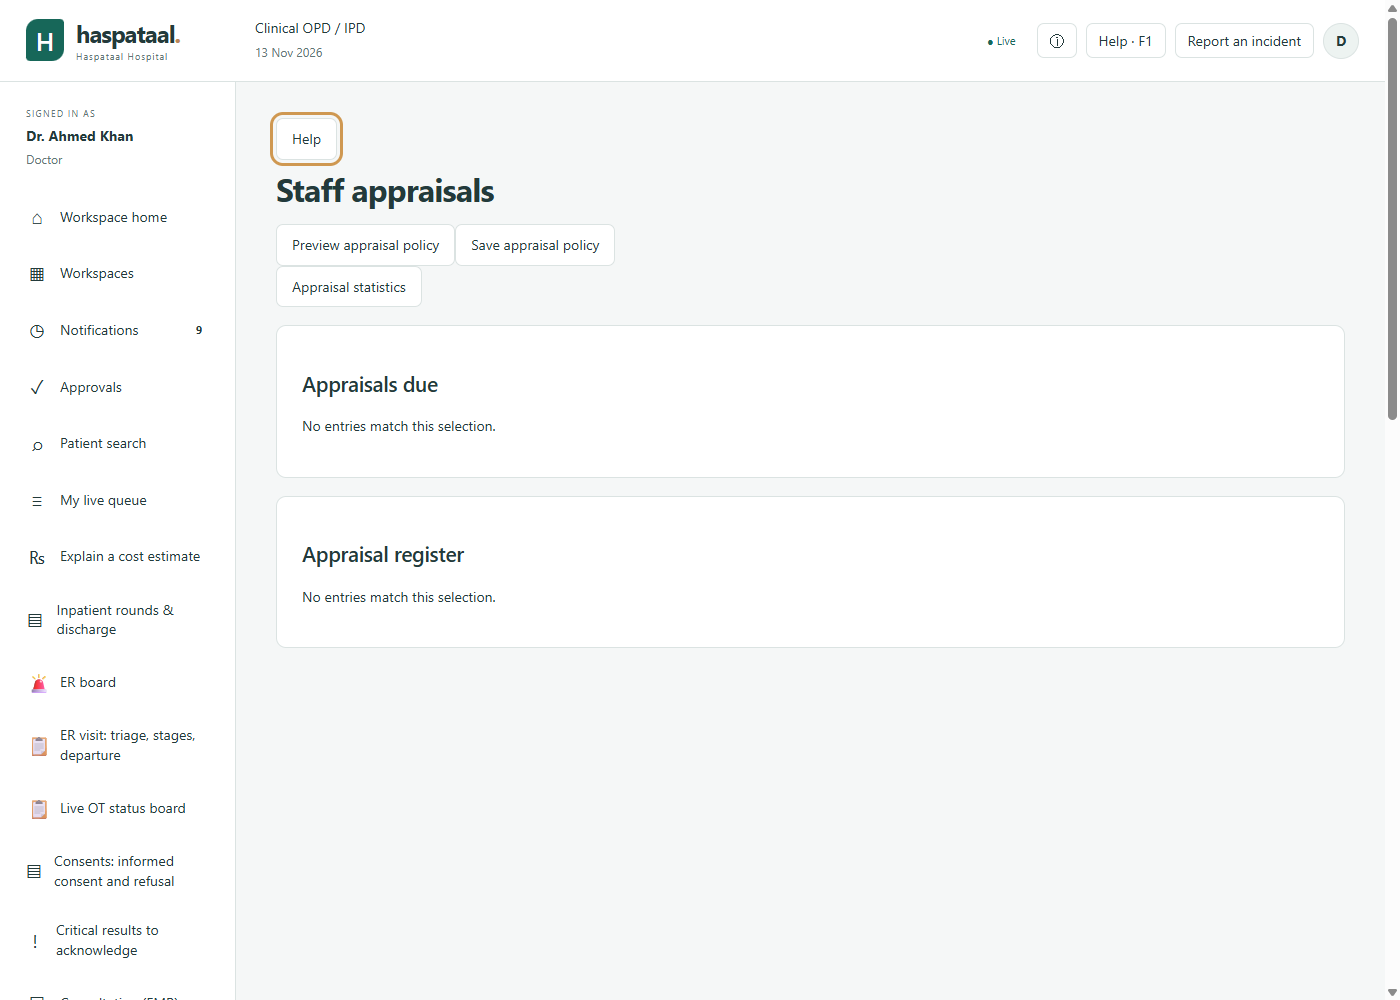 H
haspataal.
Haspataal Hospital
Clinical OPD / IPD
13 Nov 2026
● Live
Help · F1
Report an incident
D
SIGNED IN AS
Dr. Ahmed Khan
Doctor
Workspace home
Workspaces
Notifications 9
Approvals
Patient search
My live queue
Rs Explain a cost estimate
Inpatient rounds &
discharge
ER board
ER visit: triage, stages,
departure
Live OT status board
Consents: informed
consent and refusal
! Critical results to
acknowledge
Help
Staff appraisals
Preview appraisal policy
Save appraisal policy
Appraisal statistics
Appraisals due
No entries match this selection.
Appraisal register
No entries match this selection.